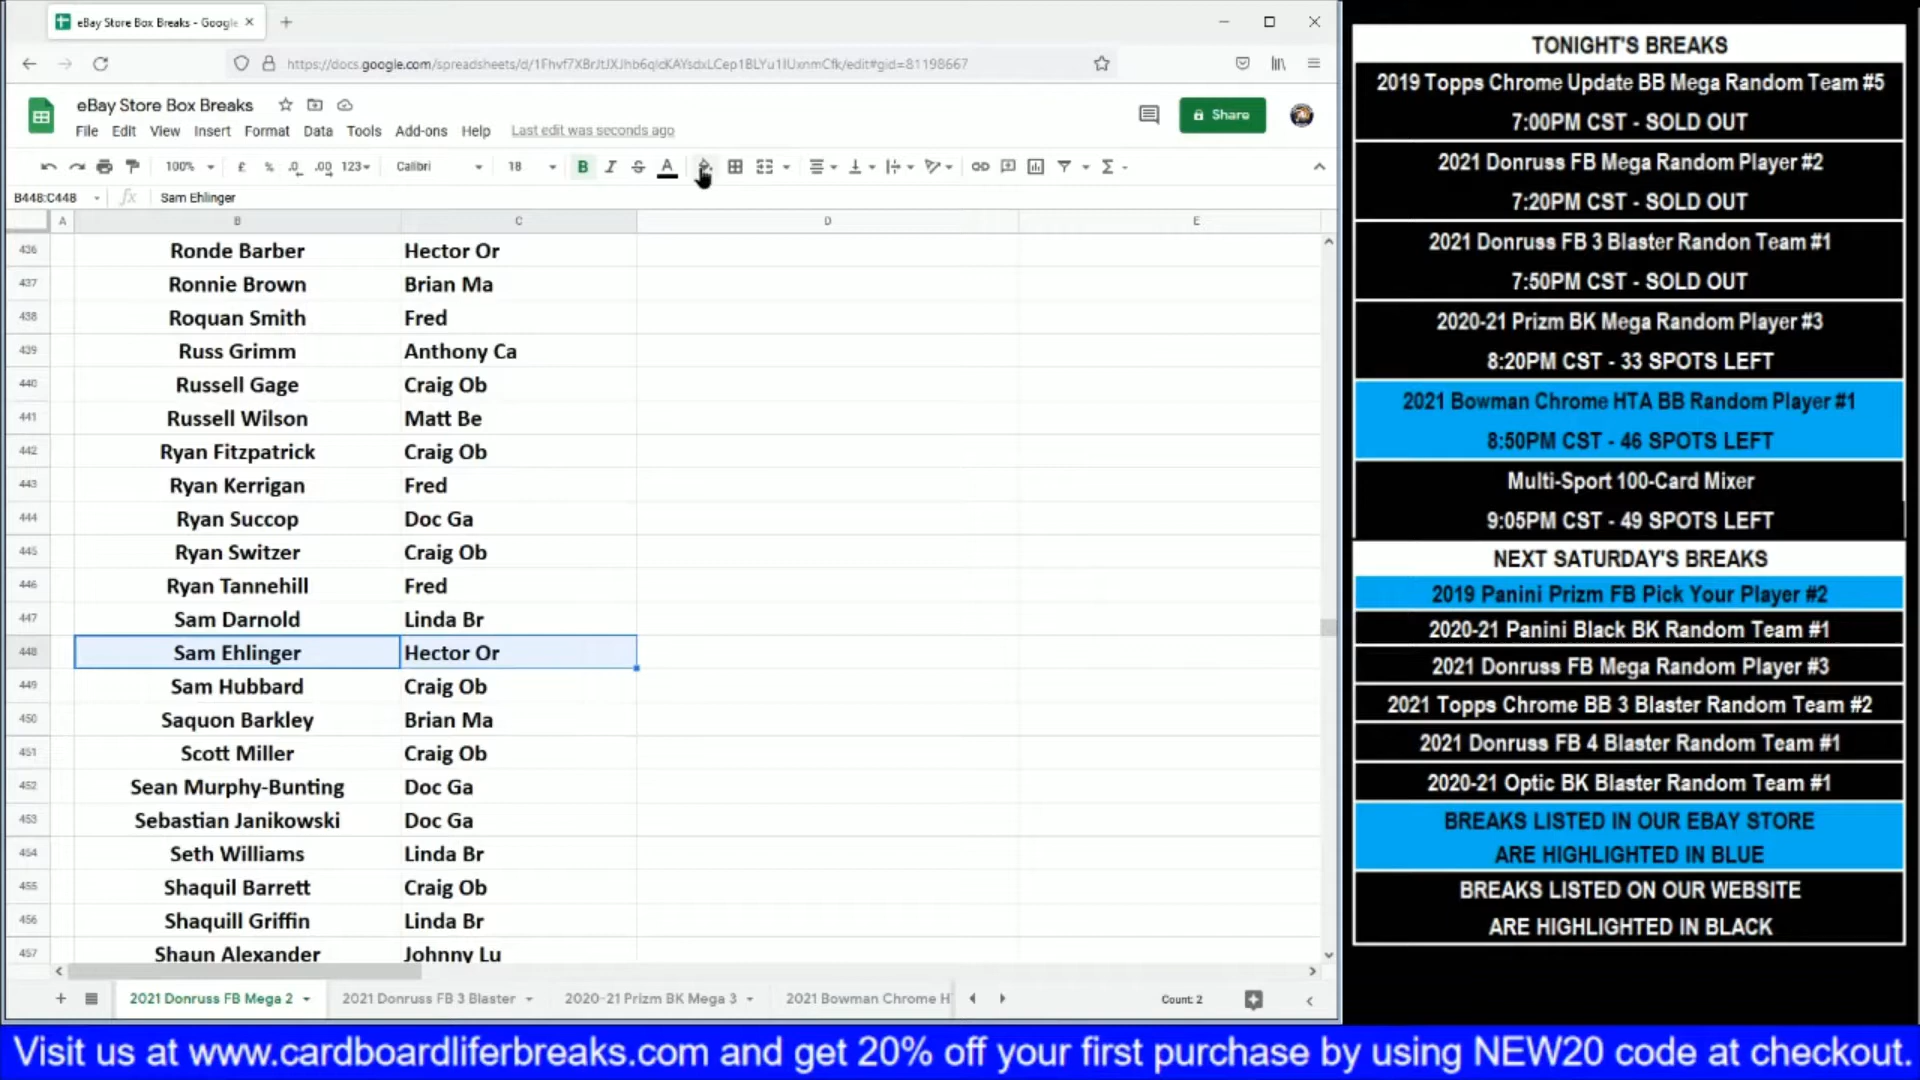 eBay Store Box Breaks - Google
docs.google.com/spreadsheets/d/
eBay Store Box Breaks
File Edit View Insert Format Data Tools Add-ons Help Last edit was seconds ago
Share
100% £ % .0 .00 123 Calibri 18 B I S A
B448:C448 fx Sam Ehlinger
A B C D E
436 Ronde Barber Hector Or
437 Ronnie Brown Brian Ma
438 Roquan Smith Fred
439 Russ Grimm Anthony Ca
440 Russell Gage Craig Ob
441 Russell Wilson Matt Be
442 Ryan Fitzpatrick Craig Ob
443 Ryan Kerrigan Fred
444 Ryan Succop Doc Ga
445 Ryan Switzer Craig Ob
446 Ryan Tannehill Fred
447 Sam Darnold Linda Br
448 Sam Ehlinger Hector Or
449 Sam Hubbard Craig Ob
450 Saquon Barkley Brian Ma
451 Scott Miller Craig Ob
452 Sean Murphy-Bunting Doc Ga
453 Sebastian Janikowski Doc Ga
454 Seth Williams Linda Br
455 Shaquil Barrett Craig Ob
456 Shaquill Griffin Linda Br
457 Shaun Alexander Johnny Lu
2021 Donruss FB Mega 2 2021 Donruss FB 3 Blaster 2020-21 Prizm BK Mega 3 2021 Bowman Chrome H Count: 2
TONIGHT'S BREAKS
2019 Topps Chrome Update BB Mega Random Team #5
7:00PM CST - SOLD OUT
2021 Donruss FB Mega Random Player #2
7:20PM CST - SOLD OUT
2021 Donruss FB 3 Blaster Randon Team #1
7:50PM CST - SOLD OUT
2020-21 Prizm BK Mega Random Player #3
8:20PM CST - 33 SPOTS LEFT
2021 Bowman Chrome HTA BB Random Player #1
8:50PM CST - 46 SPOTS LEFT
Multi-Sport 100-Card Mixer
9:05PM CST - 49 SPOTS LEFT
NEXT SATURDAY'S BREAKS
2019 Panini Prizm FB Pick Your Player #2
2020-21 Panini Black BK Random Team #1
2021 Donruss FB Mega Random Player #3
2021 Topps Chrome BB 3 Blaster Random Team #2
2021 Donruss FB 4 Blaster Random Team #1
2020-21 Optic BK Blaster Random Team #1
BREAKS LISTED IN OUR EBAY STORE
ARE HIGHLIGHTED IN BLUE
BREAKS LISTED ON OUR WEBSITE
ARE HIGHLIGHTED IN BLACK
Visit us at www.cardboardliferbreaks.com and get 20% off your first purchase by using NEW20 code at checkout.